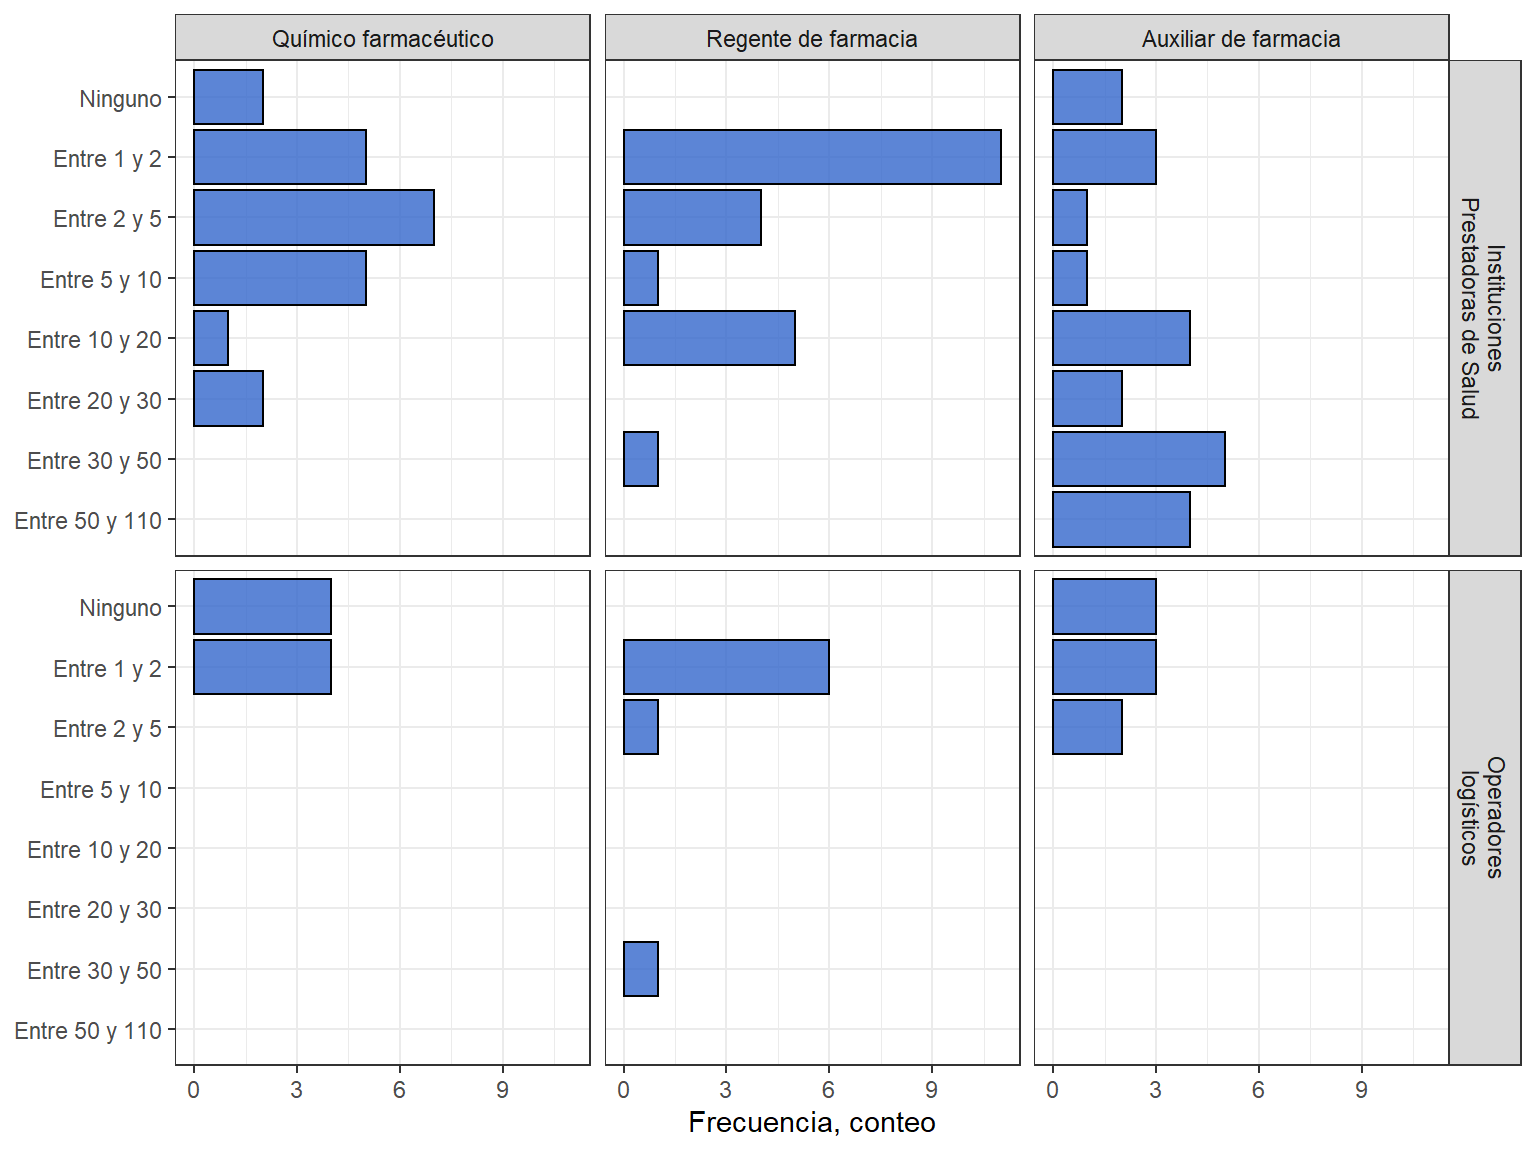 Químico farmacéutico
Regente de farmacia
Auxiliar de farmacia
Ninguno
Entre 1 y 2
Entre 2 y 5
Entre 5 y 10
Entre 10 y 20
Entre 20 y 30
Entre 30 y 50
Entre 50 y 110
Instituciones
Prestadoras de Salud
Ninguno
Entre 1 y 2
Entre 2 y 5
Entre 5 y 10
Entre 10 y 20
Entre 20 y 30
Entre 30 y 50
Entre 50 y 110
Operadores
logísticos
0 3 6 9
0 3 6 9
0 3 6 9
Frecuencia, conteo